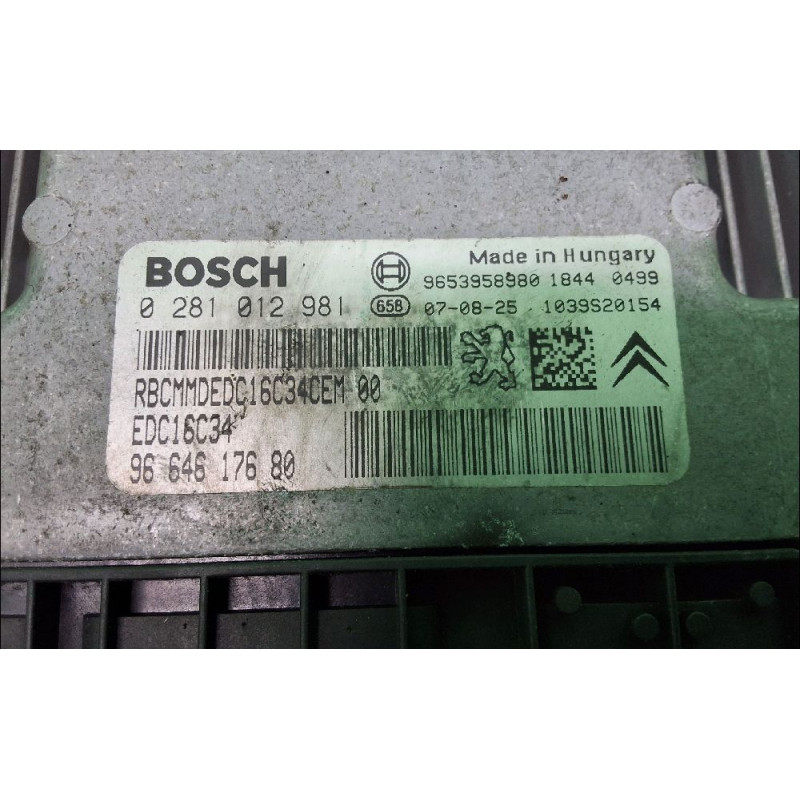 BOSCH
Made in Hungary
9653958980 1844 0499
0 281 012 981 658 07-08-25 1039S20154
RBCMMDEDC16C34CEM 00
EDC16C34
96 646 176 80